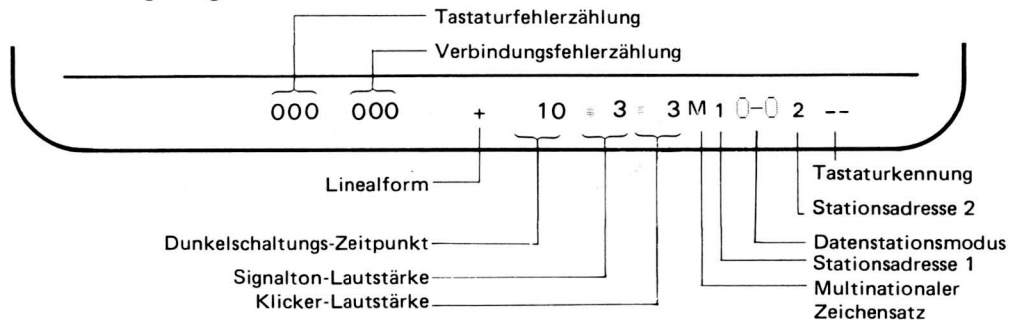 Tastaturfehlerzählung
Verbindungsfehlerzählung
000 000 + 10 = 3 = 3 M 1 0-0 2 --
Linealform
Tastaturkennung
Stationsadresse 2
Dunkelschaltungs-Zeitpunkt
Datenstationsmodus
Signalton-Lautstärke
Stationsadresse 1
Klicker-Lautstärke
Multinationaler
Zeichensatz